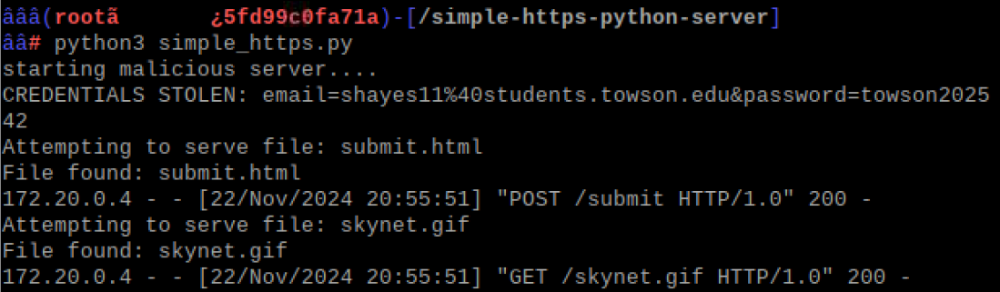 âââ(rootã ¿5fd99c0fa71a)-[/simple-https-python-server]
ââ# python3 simple_https.py
starting malicious server....
CREDENTIALS STOLEN: email=shayes11%40students.towson.edu&password=towson2025
42
Attempting to serve file: submit.html
File found: submit.html
172.20.0.4 - - [22/Nov/2024 20:55:51] "POST /submit HTTP/1.0" 200 -
Attempting to serve file: skynet.gif
File found: skynet.gif
172.20.0.4 - - [22/Nov/2024 20:55:51] "GET /skynet.gif HTTP/1.0" 200 -